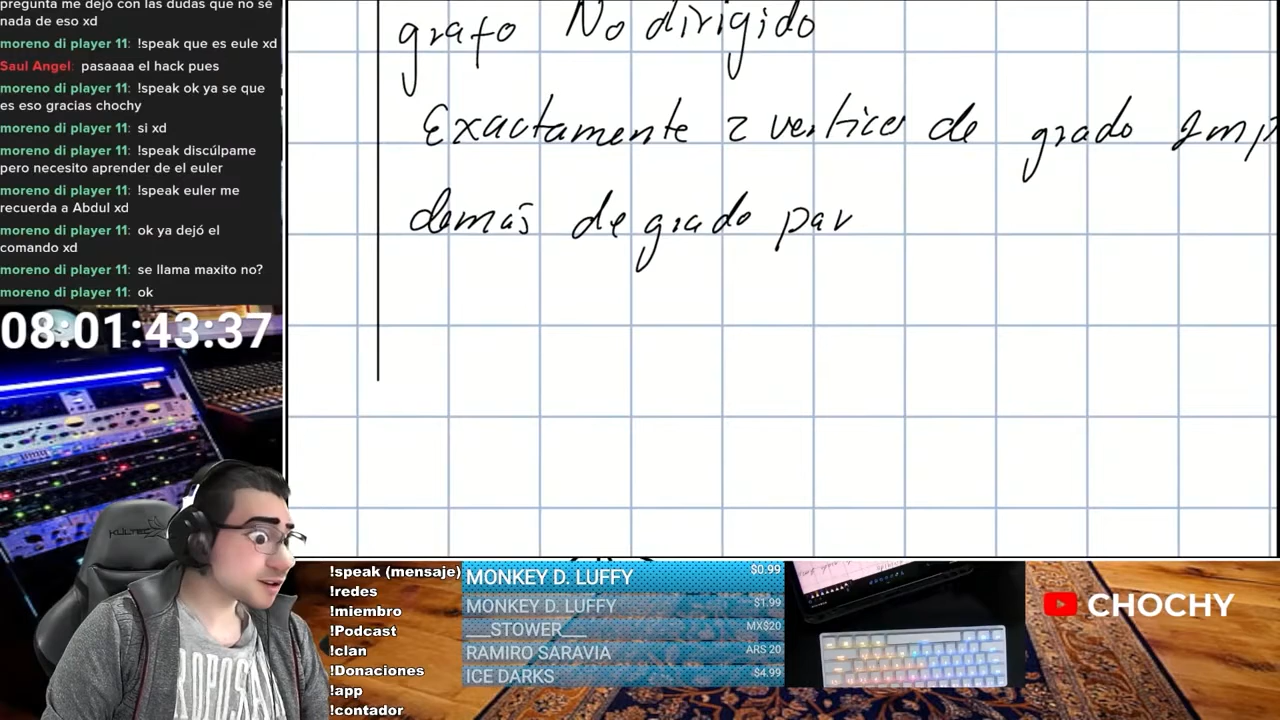 pregunta me dejó con las dudas que no sé
nada de eso xd
moreno di player 11: !speak que es eule xd
Saul Angel: pasaaaa el hack pues
moreno di player 11: !speak ok ya se que
es eso gracias chochy
moreno di player 11: si xd
moreno di player 11: !speak discúlpame
pero necesito aprender de el euler
moreno di player 11: !speak euler me
recuerda a Abdul xd
moreno di player 11: ok ya dejó el
comando xd
moreno di player 11: se llama maxito no?
moreno di player 11: ok
08:01:43:37
grafo No dirigido
Exactamente 2 vertices de grado Imp
demás de grado par
!speak (mensaje)
!redes
!miembro
!Podcast
!clan
!Donaciones
!app
!contador
MONKEY D. LUFFY $0.99
MONKEY D. LUFFY $1.99
___STOWER___ MX$20
RAMIRO SARAVIA ARS 20
ICE DARKS $4.99
CHOCHY